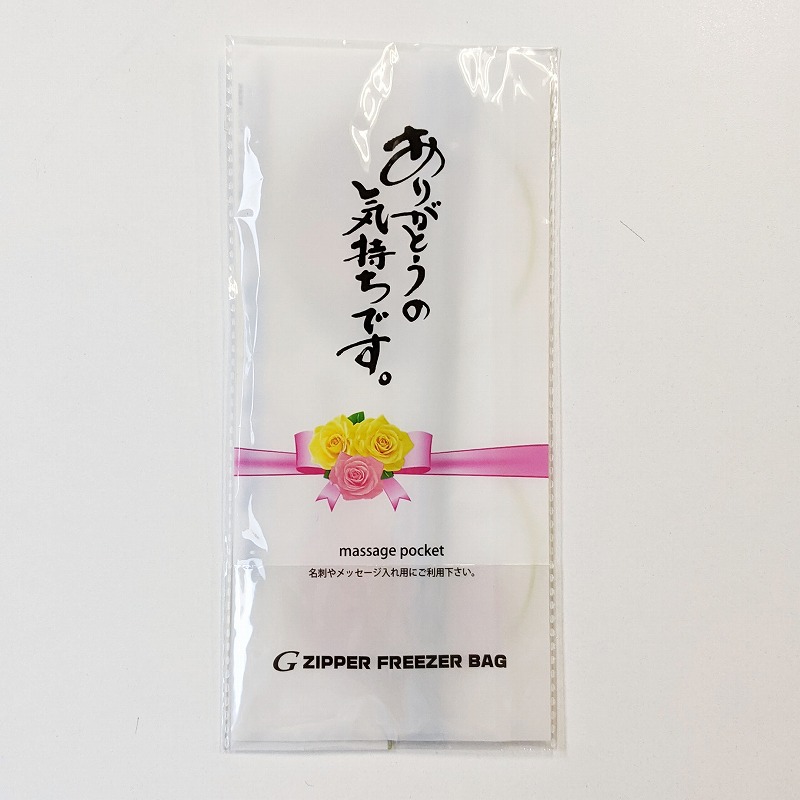 ありがとうの
気持ちです。
massage pocket
名刺やメッセージ入れ用にご利用下さい。
G ZIPPER FREEZER BAG